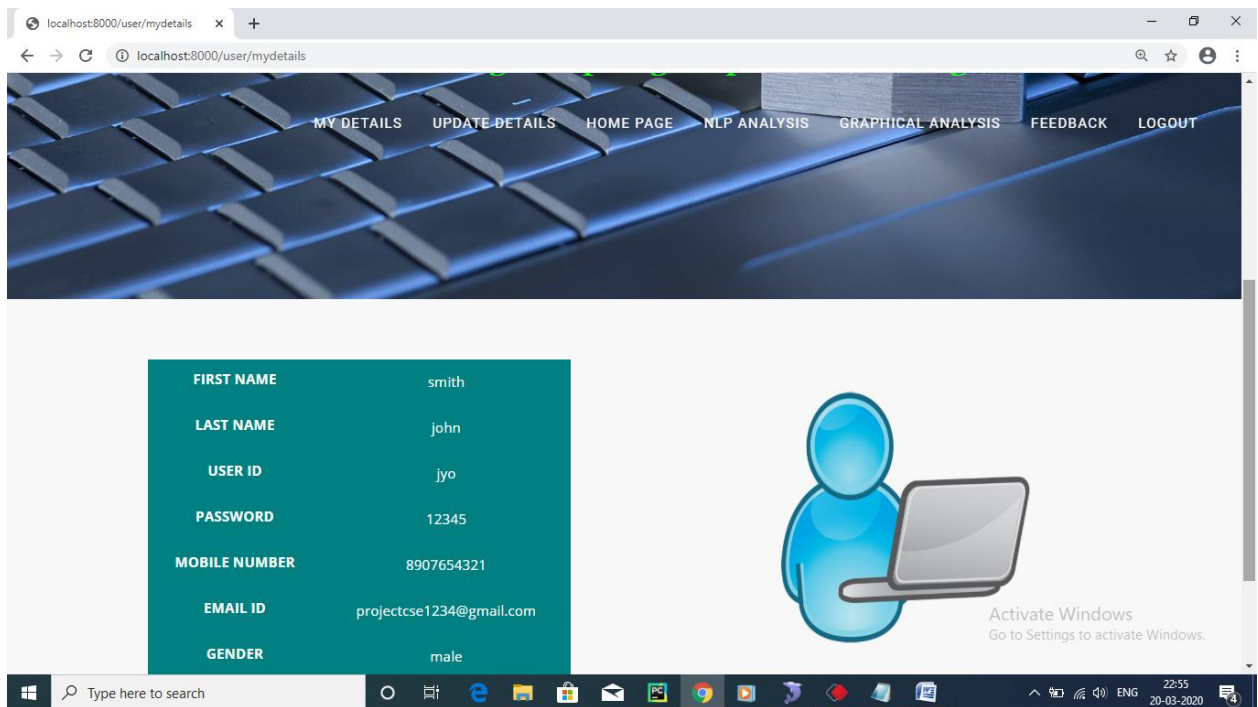 localhost:8000/user/mydetails
localhost:8000/user/mydetails
MY DETAILS UPDATE DETAILS HOME PAGE NLP ANALYSIS GRAPHICAL ANALYSIS FEEDBACK LOGOUT
FIRST NAME smith
LAST NAME john
USER ID jyo
PASSWORD 12345
MOBILE NUMBER 8907654321
EMAIL ID projectcse1234@gmail.com
GENDER male
Activate Windows
Go to Settings to activate Windows.
Type here to search
ENG
22:55
20-03-2020
4